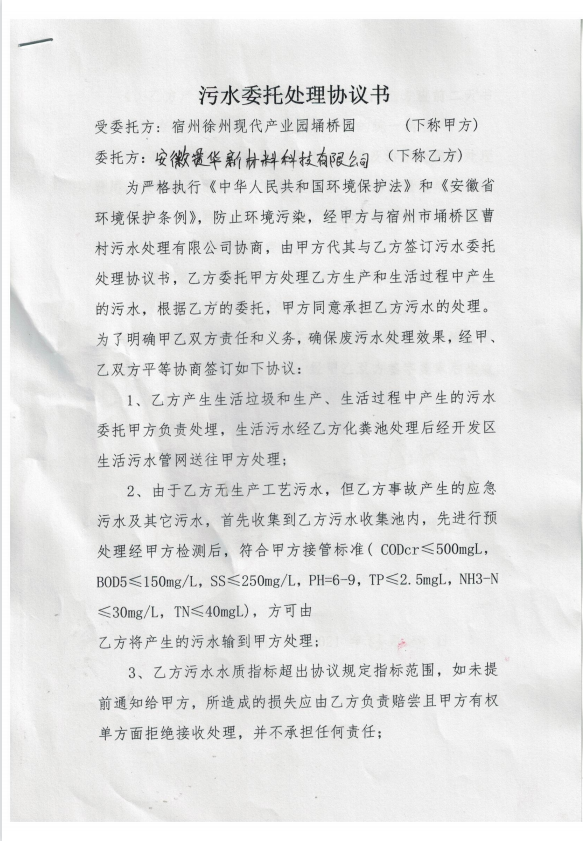 污水委托处理协议书
受委托方：宿州徐州现代产业园埇桥园 （下称甲方）
委托方：安徽贵华新材料科技有限公司 （下称乙方）
为严格执行《中华人民共和国环境保护法》和《安徽省
环境保护条例》，防止环境污染，经甲方与宿州市埇桥区曹
村污水处理有限公司协商，由甲方代其与乙方签订污水委托
处理协议书，乙方委托甲方处理乙方生产和生活过程中产生
的污水，根据乙方的委托，甲方同意承担乙方污水的处理。
为了明确甲乙双方责任和义务，确保废污水处理效果，经甲、
乙双方平等协商签订如下协议：
1、乙方产生生活垃圾和生产、生活过程中产生的污水
委托甲方负责处理，生活污水经乙方化粪池处理后经开发区
生活污水管网送往甲方处理；
2、由于乙方无生产工艺污水，但乙方事故产生的应急
污水及其它污水，首先收集到乙方污水收集池内，先进行预
处理经甲方检测后，符合甲方接管标准（CODcr≤500mgL，
BOD5≤150mg/L，SS≤250mg/L，PH=6-9，TP≤2.5mgL，NH3-N
≤30mg/L，TN≤40mgL），方可由
乙方将产生的污水输到甲方处理；
3、乙方污水水质指标超出协议规定指标范围，如未提
前通知给甲方，所造成的损失应由乙方负责赔尝且甲方有权
单方面拒绝接收处理，并不承担任何责任；